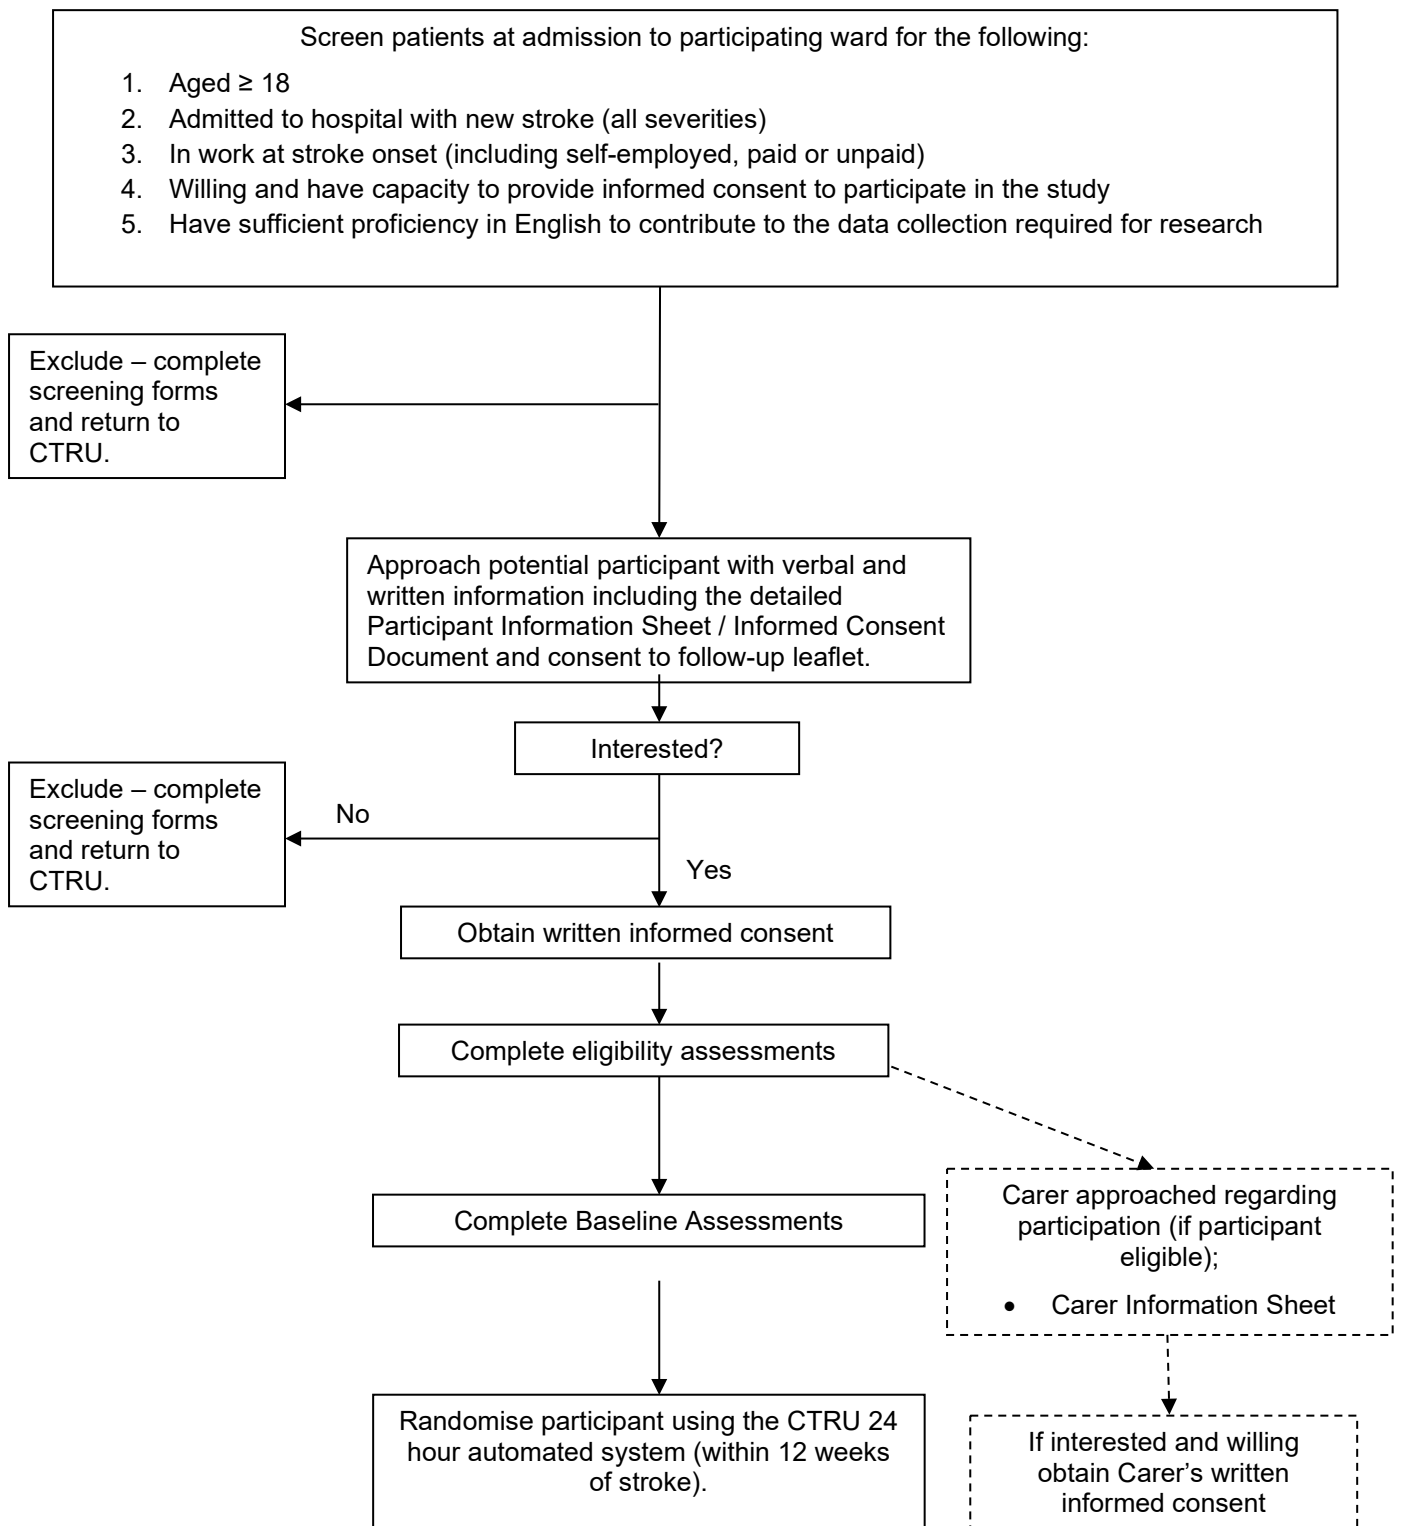 Screen patients at admission to participating ward for the following:
1. Aged ≥ 18
2. Admitted to hospital with new stroke (all severities)
3. In work at stroke onset (including self-employed, paid or unpaid)
4. Willing and have capacity to provide informed consent to participate in the study
5. Have sufficient proficiency in English to contribute to the data collection required for research
Exclude – complete
screening forms
and return to
CTRU.
Approach potential participant with verbal and
written information including the detailed
Participant Information Sheet / Informed Consent
Document and consent to follow-up leaflet.
Interested?
Exclude – complete
screening forms
and return to
CTRU.
No
Yes
Obtain written informed consent
Complete eligibility assessments
Complete Baseline Assessments
Carer approached regarding
participation (if participant
eligible);
• Carer Information Sheet
Randomise participant using the CTRU 24
hour automated system (within 12 weeks
of stroke).
If interested and willing
obtain Carer’s written
informed consent